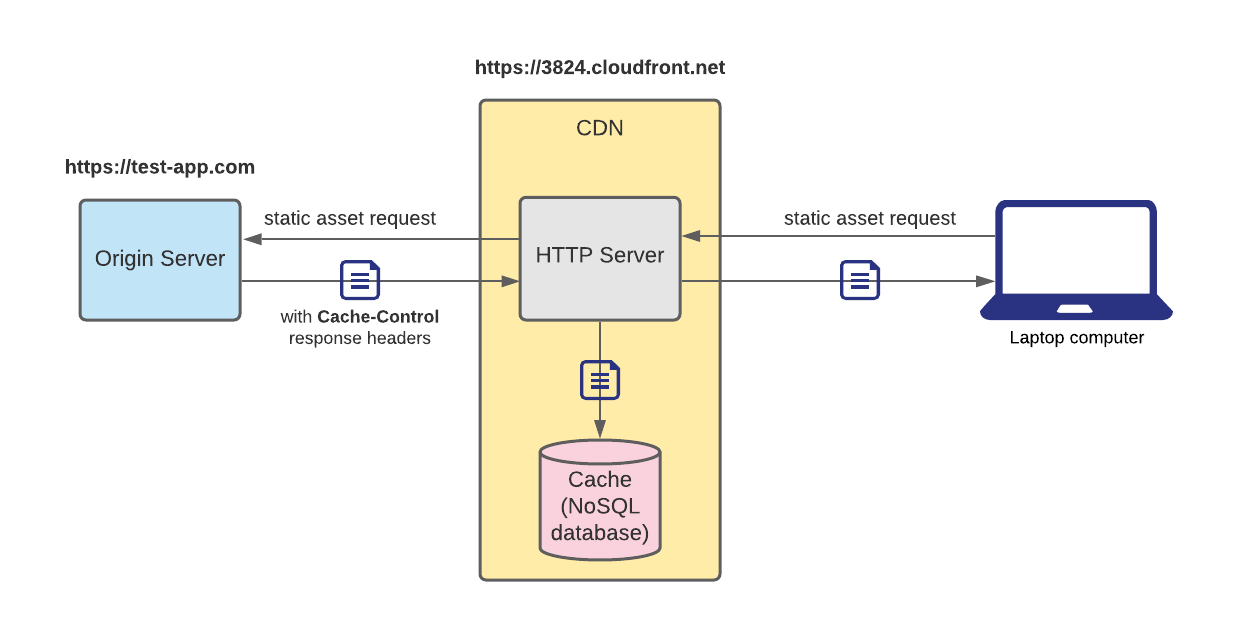 https://3824.cloudfront.net
CDN
https://test-app.com
static asset request
static asset request
Origin Server
HTTP Server
with Cache-Control
response headers
Laptop computer
Cache
(NoSQL
database)